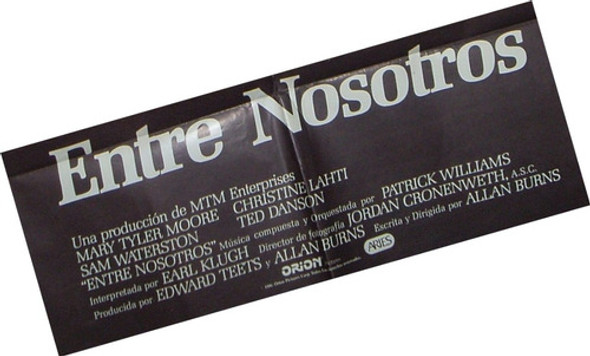 Entre Nosotros
Una producción de MTM Enterprises
MARY TYLER MOORE CHRISTINE LAHTI
SAM WATERSTON TED DANSON
"ENTRE NOSOTROS" Música compuesta y Orquestada por PATRICK WILLIAMS
Interpretada por EARL KLUGH Director de fotografía JORDAN CRONENWETH, A.S.C.
Producida por EDWARD TEETS y ALLAN BURNS Escrita y Dirigida por ALLAN BURNS
ORION
ARIES